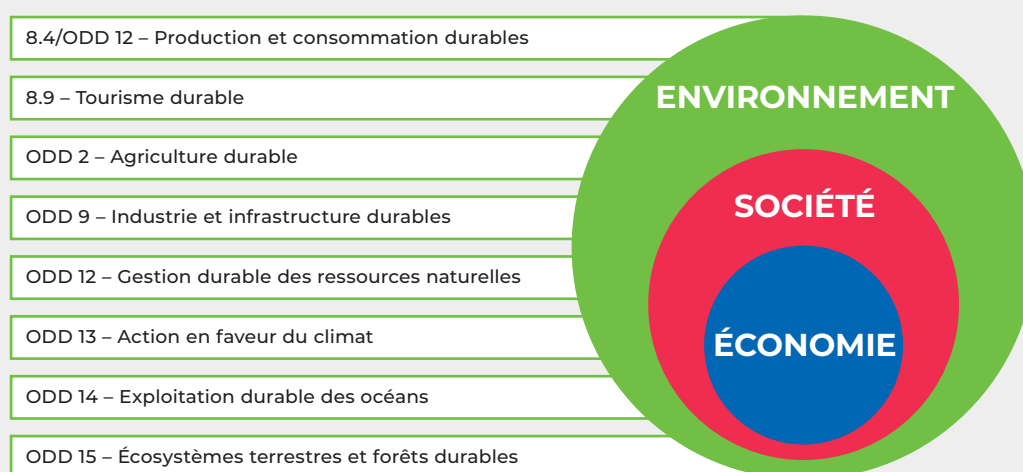 8.4/ODD 12 – Production et consommation durables
8.9 – Tourisme durable
ODD 2 – Agriculture durable
ODD 9 – Industrie et infrastructure durables
ODD 12 – Gestion durable des ressources naturelles
ODD 13 – Action en faveur du climat
ODD 14 – Exploitation durable des océans
ODD 15 – Écosystèmes terrestres et forêts durables
ENVIRONNEMENT
SOCIÉTÉ
ÉCONOMIE